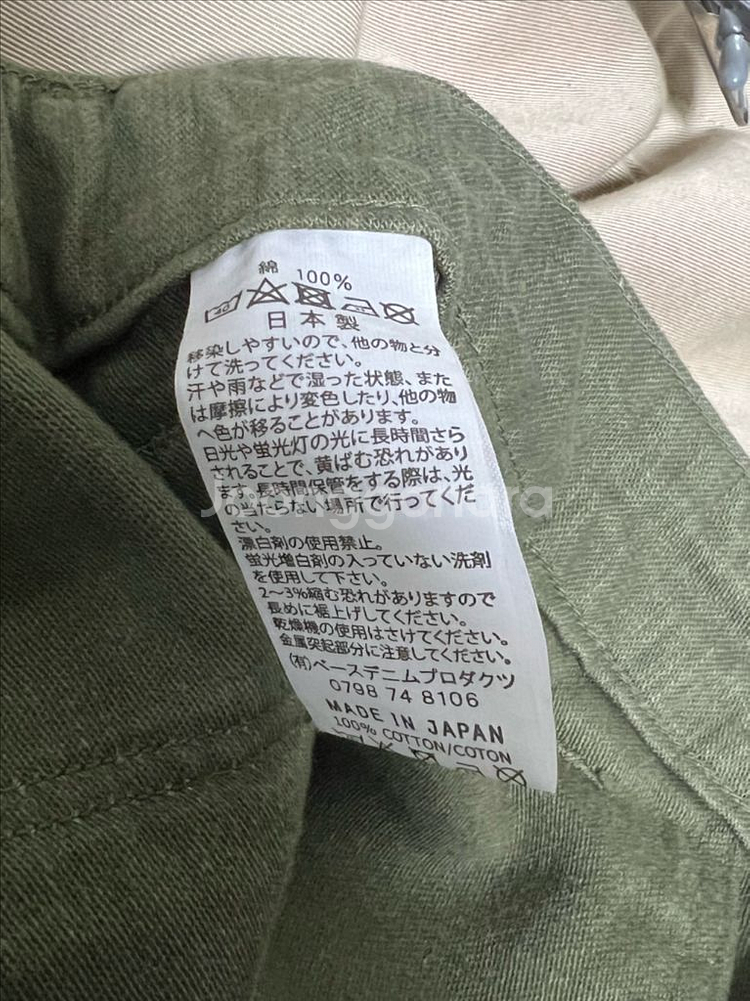 綿 100%
40
日本製
移染しやすいので、他の物と分
けて洗ってください。
汗や雨などで湿った状態、また
は摩擦により変色したり、他の物
へ色が移ることがあります。
日光や蛍光灯の光に長時間さら
されることで、黄ばむ恐れがあり
ます。長時間保管をする際は、光
の当たらない場所で行ってくだ
さい。
漂白剤の使用禁止。
蛍光増白剤の入っていない洗剤
を使用して下さい。
2～3%縮む恐れがありますので
長めに裾上げしてください。
乾燥機の使用はさけてください。
金属突起部分に注意してください。
(有)ベースデニムプロダクツ
0798 74 8106
MADE IN JAPAN
100% COTTON/COTON